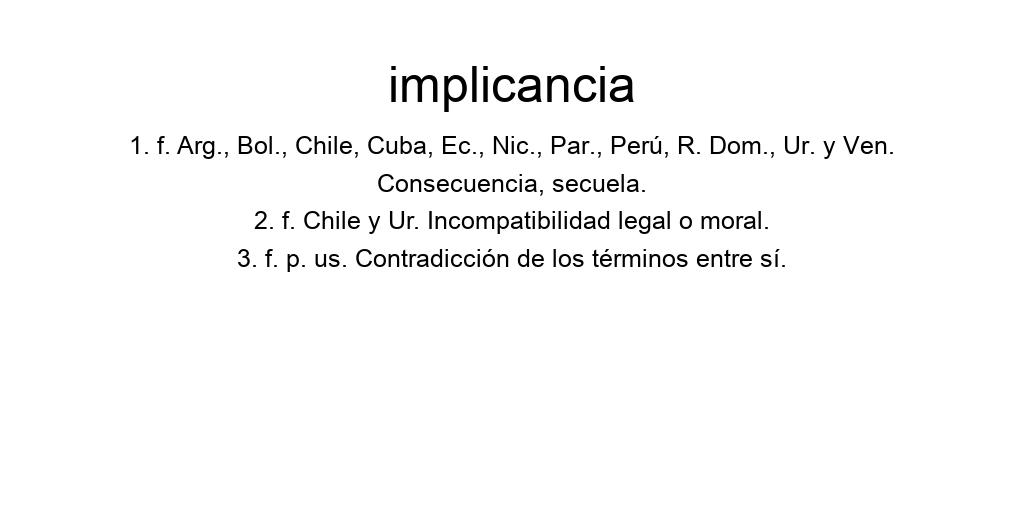 implicancia
1. f. Arg., Bol., Chile, Cuba, Ec., Nic., Par., Perú, R. Dom., Ur. y Ven.
Consecuencia, secuela.
2. f. Chile y Ur. Incompatibilidad legal o moral.
3. f. p. us. Contradicción de los términos entre sí.